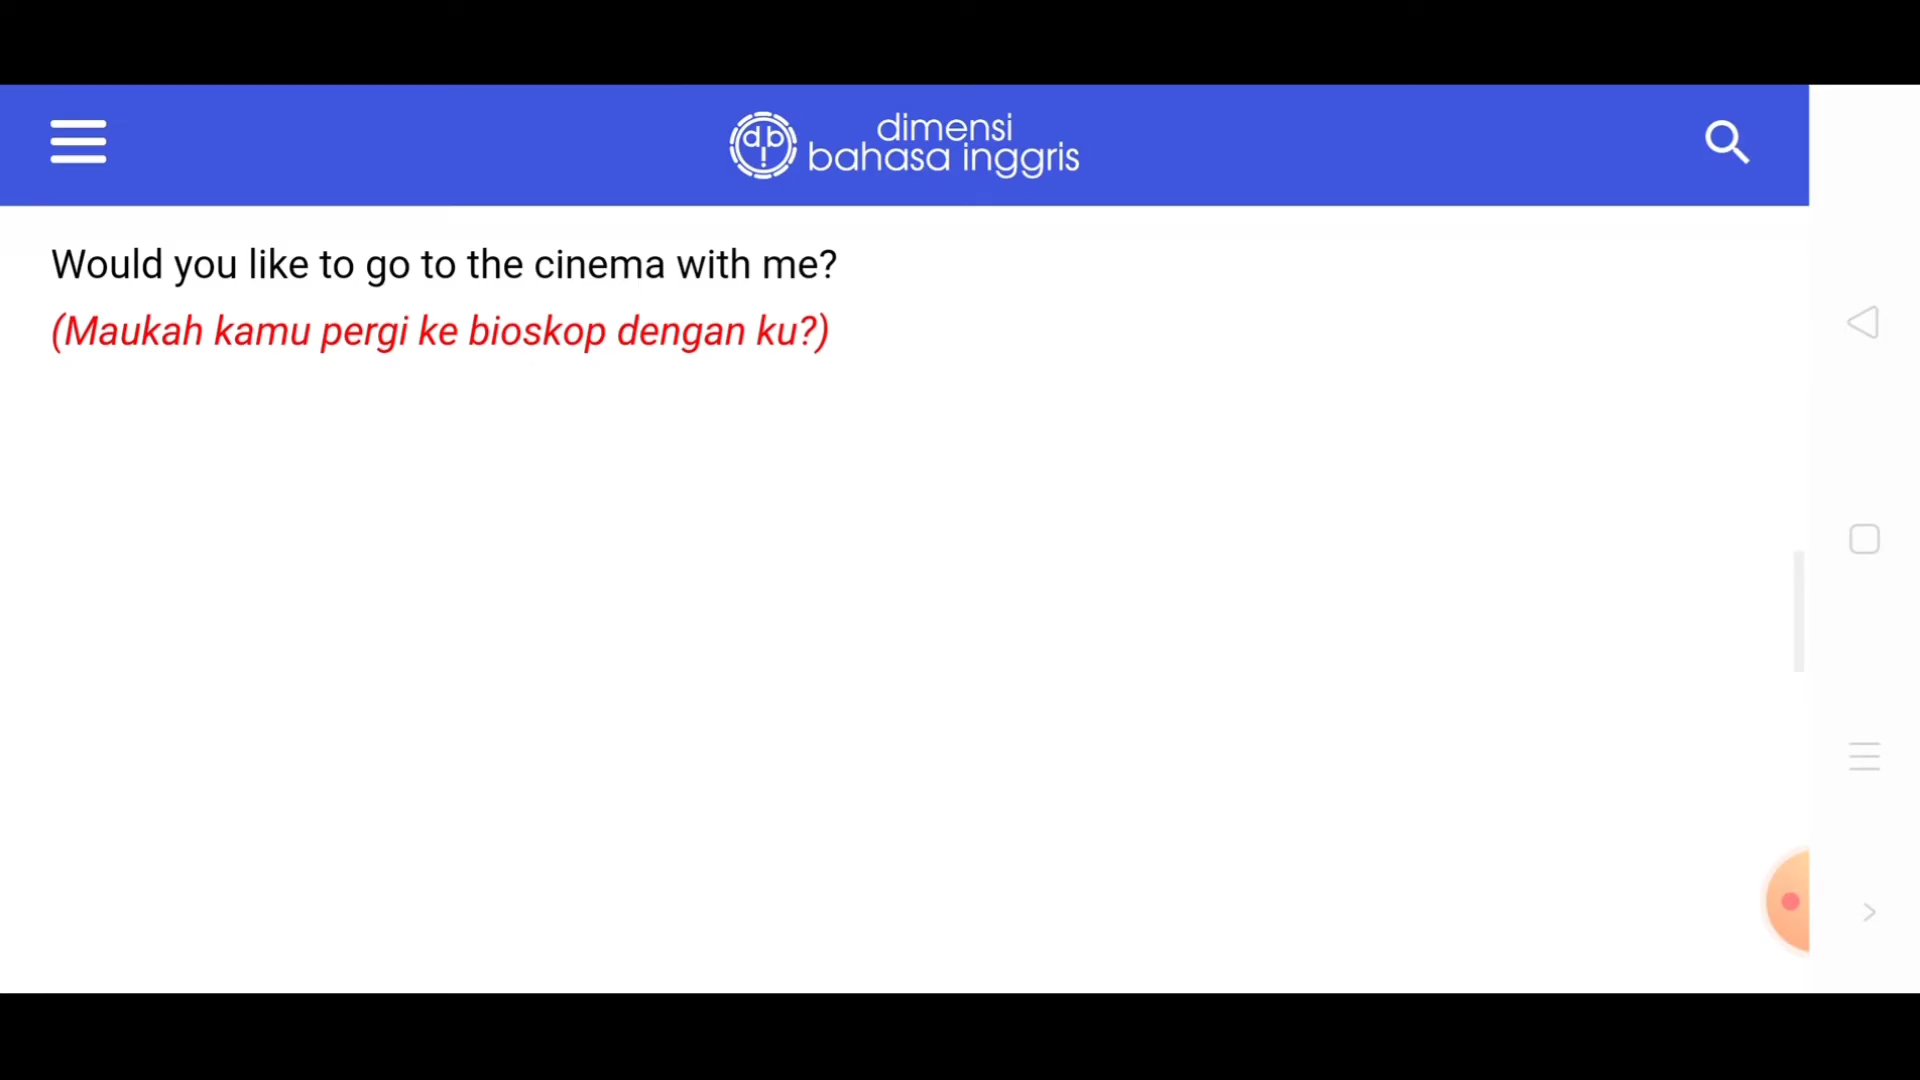 dimensi
bahasa inggris
Would you like to go to the cinema with me?
(Maukah kamu pergi ke bioskop dengan ku?)